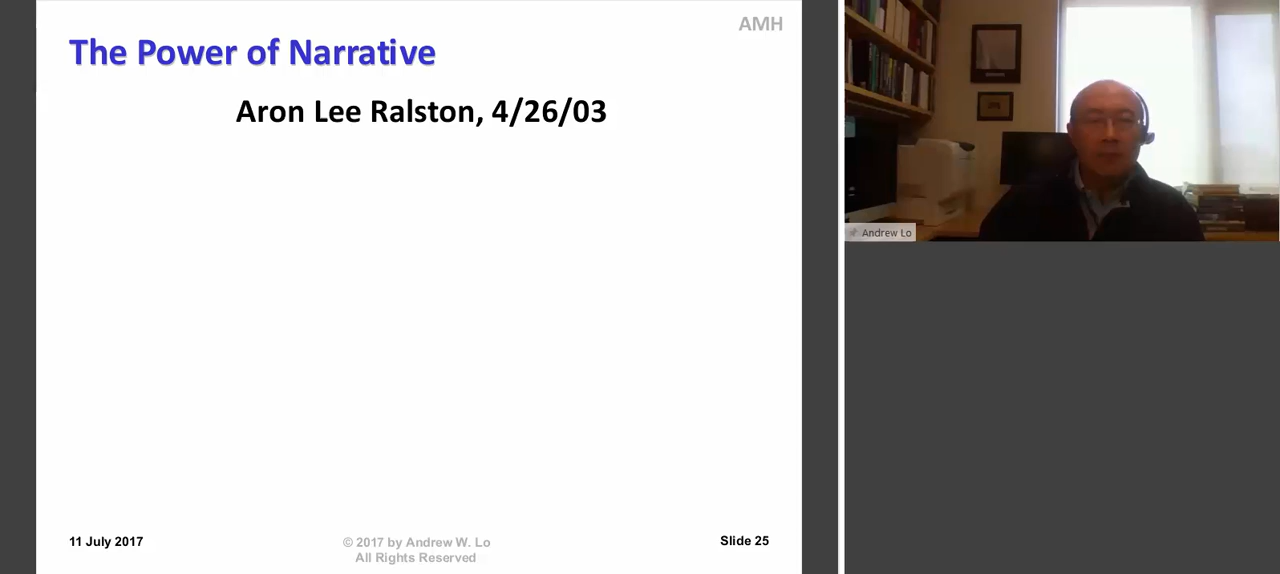 AMH
The Power of Narrative
Aron Lee Ralston, 4/26/03
Andrew Lo
11 July 2017
© 2017 by Andrew W. Lo
All Rights Reserved
Slide 25